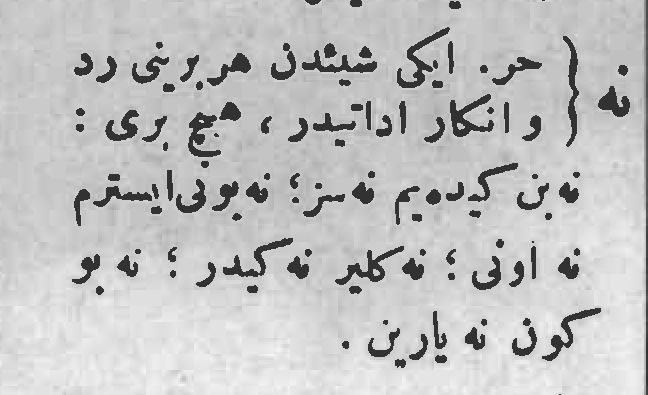 نه { حر. ایکی شیئدن هر برینی رد
و انکار اداتیدر ، هیچ بری :
نه بن کیده‌یم نه سز ؛ نه بونی ایسترم
نه اونی ؛ نه کلیر نه کیدر ؛ نه بو
کون نه یارین .